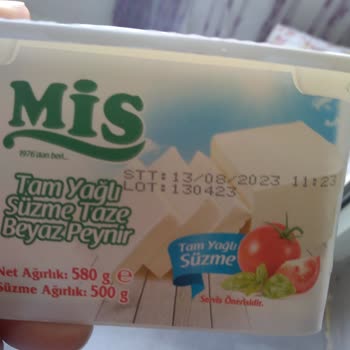 MİS
1976'dan beri...
STT:13/08/2023 11:23
LOT:130423
Tam Yağlı
Süzme Taze
Beyaz Peynir
Tam Yağlı
Süzme
Net Ağırlık: 580 g e
Süzme Ağırlık: 500 g
Servis Önerisidir.